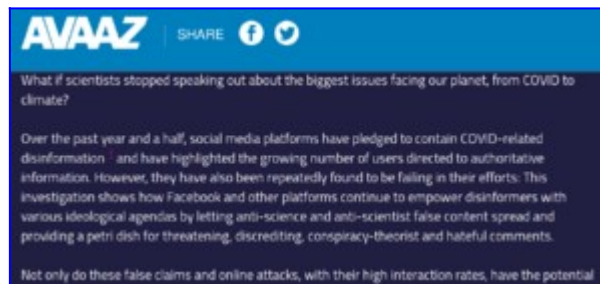 AVAAZ SHARE
What if scientists stopped speaking out about the biggest issues facing our planet, from COVID to
climate?
Over the past year and a half, social media platforms have pledged to contain COVID-related
disinformation and have highlighted the growing number of users directed to authoritative
information. However, they have also been repeatedly found to be failing in their efforts: This
investigation shows how Facebook and other platforms continue to empower disinformers with
various ideological agendas by letting anti-science and anti-scientist false content spread and
providing a petri dish for threatening, discrediting, conspiracy-theorist and hateful comments.
Not only do these false claims and online attacks, with their high interaction rates, have the potential